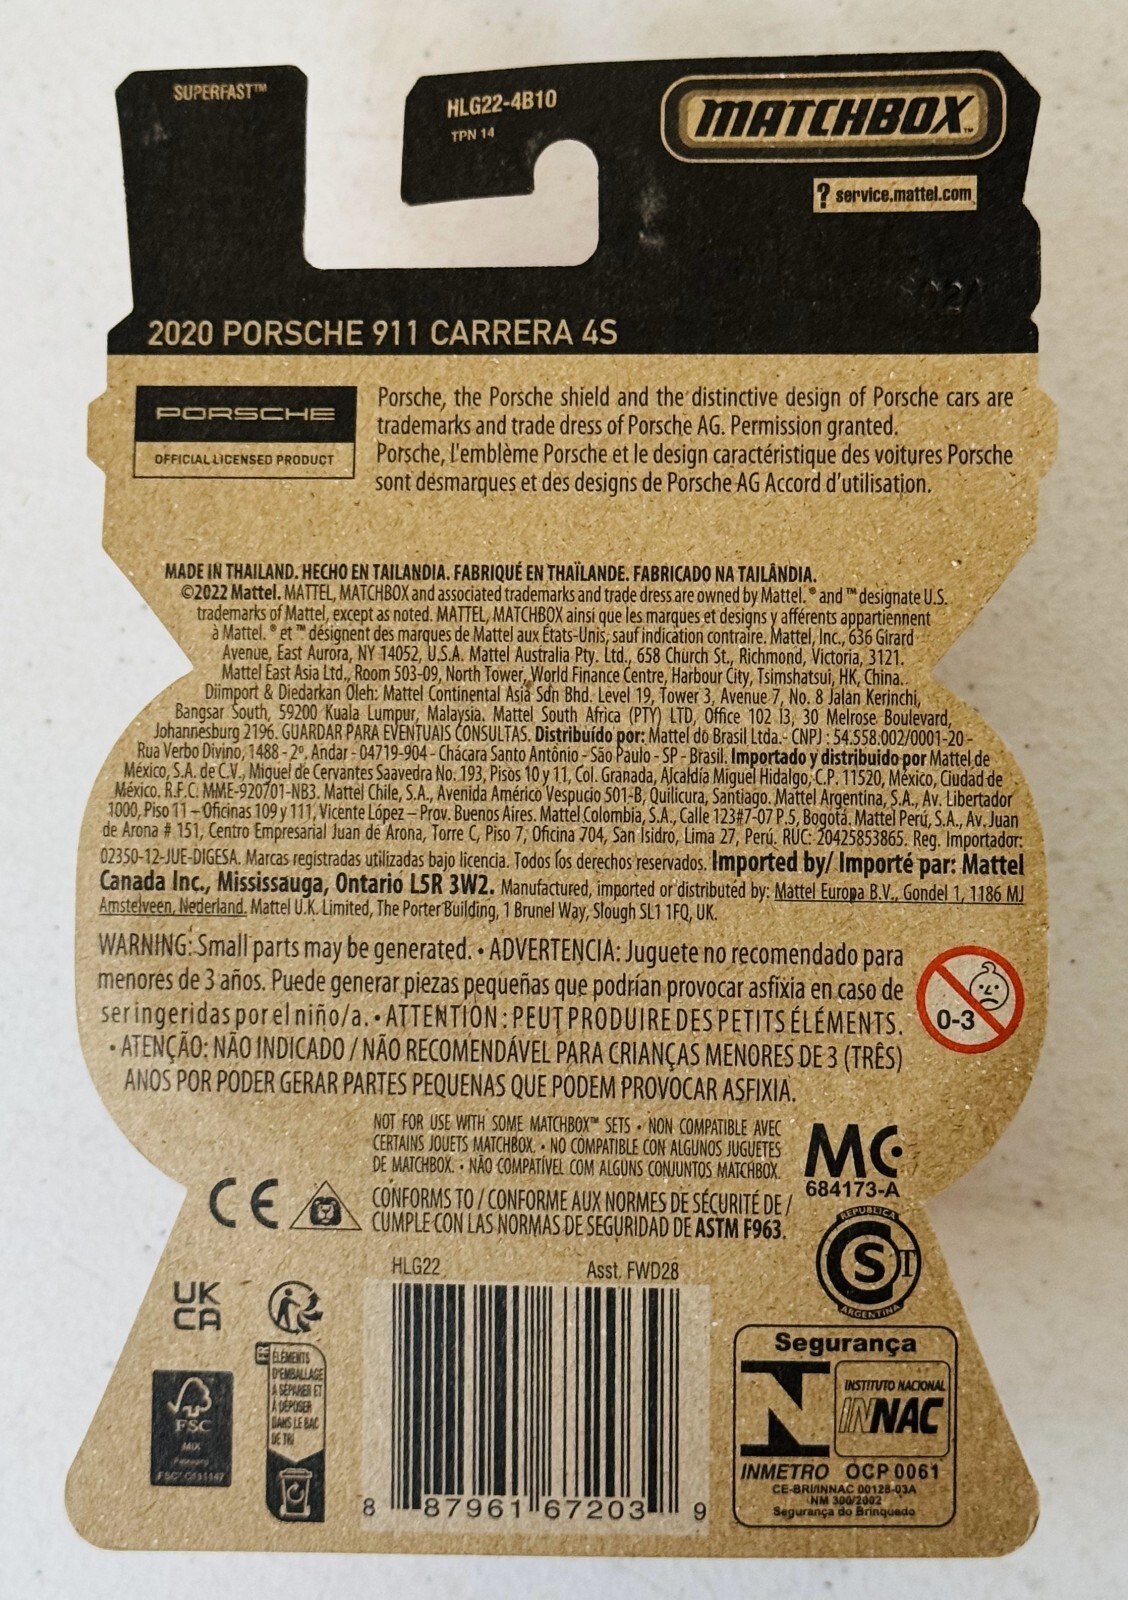 SUPERFAST™
HLG22-4B10
TPN 14
MATCHBOX™
? service.mattel.com
2020 PORSCHE 911 CARRERA 4S
PORSCHE
OFFICIAL LICENSED PRODUCT
Porsche, the Porsche shield and the distinctive design of Porsche cars are
trademarks and trade dress of Porsche AG. Permission granted.
Porsche, l'emblème Porsche et le design caractéristique des voitures Porsche
sont desmarques et des designs de Porsche AG Accord d'utilisation.
MADE IN THAILAND. HECHO EN TAILANDIA. FABRIQUÉ EN THAÏLANDE. FABRICADO NA TAILÂNDIA.
©2022 Mattel. MATTEL, MATCHBOX and associated trademarks and trade dress are owned by Mattel. ® and ™ designate U.S.
trademarks of Mattel, except as noted. MATTEL, MATCHBOX ainsi que les marques et designs y afférents appartiennent
à Mattel. ® et ™ désignent des marques de Mattel aux États-Unis, sauf indication contraire. Mattel, Inc., 636 Girard
Avenue, East Aurora, NY 14052, U.S.A. Mattel Australia Pty. Ltd., 658 Church St., Richmond, Victoria, 3121.
Mattel East Asia Ltd., Room 503-09, North Tower, World Finance Centre, Harbour City, Tsimshatsui, HK, China.
Diimport & Diedarkan Oleh: Mattel Continental Asia Sdn Bhd. Level 19, Tower 3, Avenue 7, No. 8 Jalan Kerinchi,
Bangsar South, 59200 Kuala Lumpur, Malaysia. Mattel South Africa (PTY) LTD, Office 102 I3, 30 Melrose Boulevard,
Johannesburg 2196. GUARDAR PARA EVENTUAIS CONSULTAS. Distribuído por: Mattel do Brasil Ltda.- CNPJ : 54.558.002/0001-20 -
Rua Verbo Divino, 1488 - 2º. Andar - 04719-904 - Chácara Santo Antônio - São Paulo - SP - Brasil. Importado y distribuido por Mattel de
México, S.A. de C.V., Miguel de Cervantes Saavedra No. 193, Pisos 10 y 11, Col. Granada, Alcaldía Miguel Hidalgo, C.P. 11520, México, Ciudad de
México. R.F.C. MME-920701-NB3. Mattel Chile, S.A., Avenida Américo Vespucio 501-B, Quilicura, Santiago. Mattel Argentina, S.A., Av. Libertador
1000, Piso 11 – Oficinas 109 y 111, Vicente López – Prov. Buenos Aires. Mattel Colombia, S.A., Calle 123#7-07 P.5, Bogotá. Mattel Perú, S.A., Av. Juan
de Arona # 151, Centro Empresarial Juan de Arona, Torre C, Piso 7, Oficina 704, San Isidro, Lima 27, Perú. RUC: 20425853865. Reg. Importador:
02350-12-JUE-DIGESA. Marcas registradas utilizadas bajo licencia. Todos los derechos reservados. Imported by/ Importé par: Mattel
Canada Inc., Mississauga, Ontario L5R 3W2. Manufactured, imported or distributed by: Mattel Europa B.V., Gondel 1, 1186 MJ
Amstelveen, Nederland. Mattel U.K. Limited, The Porter Building, 1 Brunel Way, Slough SL1 1FQ, UK.
WARNING: Small parts may be generated. • ADVERTENCIA: Juguete no recomendado para
menores de 3 años. Puede generar piezas pequeñas que podrían provocar asfixia en caso de
ser ingeridas por el niño/a. • ATTENTION : PEUT PRODUIRE DES PETITS ÉLÉMENTS.
• ATENÇÃO: NÃO INDICADO / NÃO RECOMENDÁVEL PARA CRIANÇAS MENORES DE 3 (TRÊS)
ANOS POR PODER GERAR PARTES PEQUENAS QUE PODEM PROVOCAR ASFIXIA.
0-3
NOT FOR USE WITH SOME MATCHBOX™ SETS • NON COMPATIBLE AVEC
CERTAINS JOUETS MATCHBOX. • NO COMPATIBLE CON ALGUNOS JUGUETES
DE MATCHBOX. • NÃO COMPATÍVEL COM ALGUNS CONJUNTOS MATCHBOX.
MC
684173-A
CE
CONFORMS TO / CONFORME AUX NORMES DE SÉCURITÉ DE /
CUMPLE CON LAS NORMAS DE SEGURIDAD DE ASTM F963.
REPUBLICA
S T
ARGENTINA
HLG22
Asst. FWD28
UK
CA
FR
ÉLÉMENTS
D'EMBALLAGE
À SÉPARER ET
À DÉPOSER
DANS LE BAC
DE TRI
FSC
MIX
Packaging
8 87961 67203 9
Segurança
INSTITUTO NACIONAL
INNAC
INMETRO OCP 0061
CE-BRI/INNAC 00128-03A
NM 300/2002
Segurança do Brinquedo